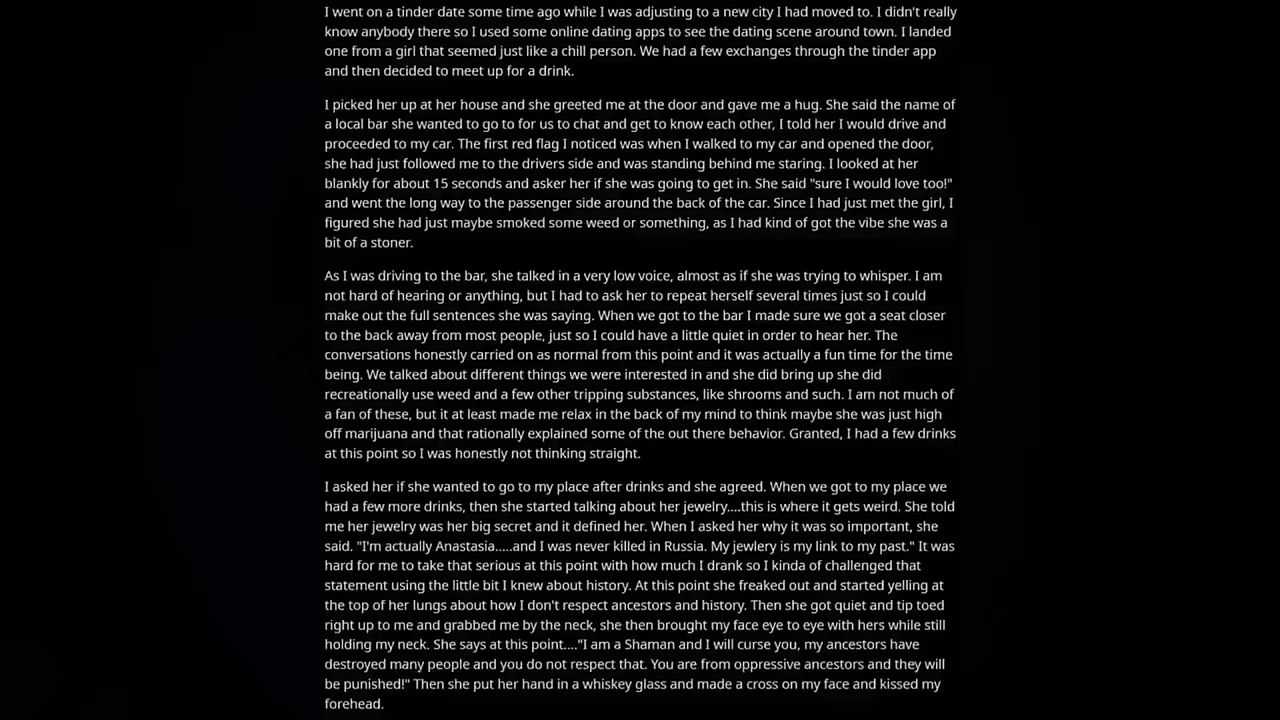 I went on a tinder date some time ago while I was adjusting to a new city I had moved to. I didn't really
know anybody there so I used some online dating apps to see the dating scene around town. I landed
one from a girl that seemed just like a chill person. We had a few exchanges through the tinder app
and then decided to meet up for a drink.
I picked her up at her house and she greeted me at the door and gave me a hug. She said the name of
a local bar she wanted to go to for us to chat and get to know each other, I told her I would drive and
proceeded to my car. The first red flag I noticed was when I walked to my car and opened the door,
she had just followed me to the drivers side and was standing behind me staring. I looked at her
blankly for about 15 seconds and asker her if she was going to get in. She said "sure I would love too!"
and went the long way to the passenger side around the back of the car. Since I had just met the girl, I
figured she had just maybe smoked some weed or something, as I had kind of got the vibe she was a
bit of a stoner.
As I was driving to the bar, she talked in a very low voice, almost as if she was trying to whisper. I am
not hard of hearing or anything, but I had to ask her to repeat herself several times just so I could
make out the full sentences she was saying. When we got to the bar I made sure we got a seat closer
to the back away from most people, just so I could have a little quiet in order to hear her. The
conversations honestly carried on as normal from this point and it was actually a fun time for the time
being. We talked about different things we were interested in and she did bring up she did
recreationally use weed and a few other tripping substances, like shrooms and such. I am not much of
a fan of these, but it at least made me relax in the back of my mind to think maybe she was just high
off marijuana and that rationally explained some of the out there behavior. Granted, I had a few drinks
at this point so I was honestly not thinking straight.
I asked her if she wanted to go to my place after drinks and she agreed. When we got to my place we
had a few more drinks, then she started talking about her jewelry....this is where it gets weird. She told
me her jewelry was her big secret and it defined her. When I asked her why it was so important, she
said. "I'm actually Anastasia.....and I was never killed in Russia. My jewlery is my link to my past." It was
hard for me to take that serious at this point with how much I drank so I kinda of challenged that
statement using the little bit I knew about history. At this point she freaked out and started yelling at
the top of her lungs about how I don't respect ancestors and history. Then she got quiet and tip toed
right up to me and grabbed me by the neck, she then brought my face eye to eye with hers while still
holding my neck. She says at this point...."I am a Shaman and I will curse you, my ancestors have
destroyed many people and you do not respect that. You are from oppressive ancestors and they will
be punished!" Then she put her hand in a whiskey glass and made a cross on my face and kissed my
forehead.